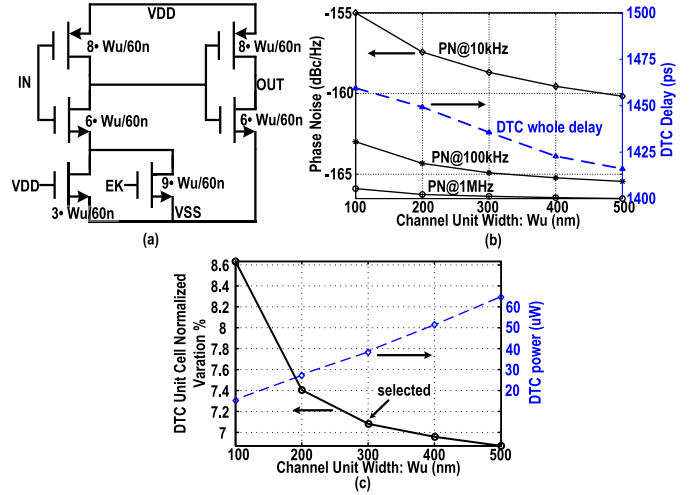 VDD
8• Wu/60n
8• Wu/60n
IN
OUT
6• Wu/60n
6• Wu/60n
VDD
EK
9• Wu/60n
3• Wu/60n
VSS
(a)
Phase Noise (dBc/Hz)
-155
-160
-165
PN@10kHz
DTC whole delay
PN@100kHz
PN@1MHz
1500
1475
1450
1425
1400
DTC Delay (ps)
100 200 300 400 500
Channel Unit Width: Wu (nm)
(b)
DTC Unit Cell Normalized
Varation %
8.6
8.4
8.2
8
7.8
7.6
7.4
7.2
7
selected
60
50
40
30
20
DTC power (uW)
100 200 300 400 500
Channel Unit Width: Wu (nm)
(c)